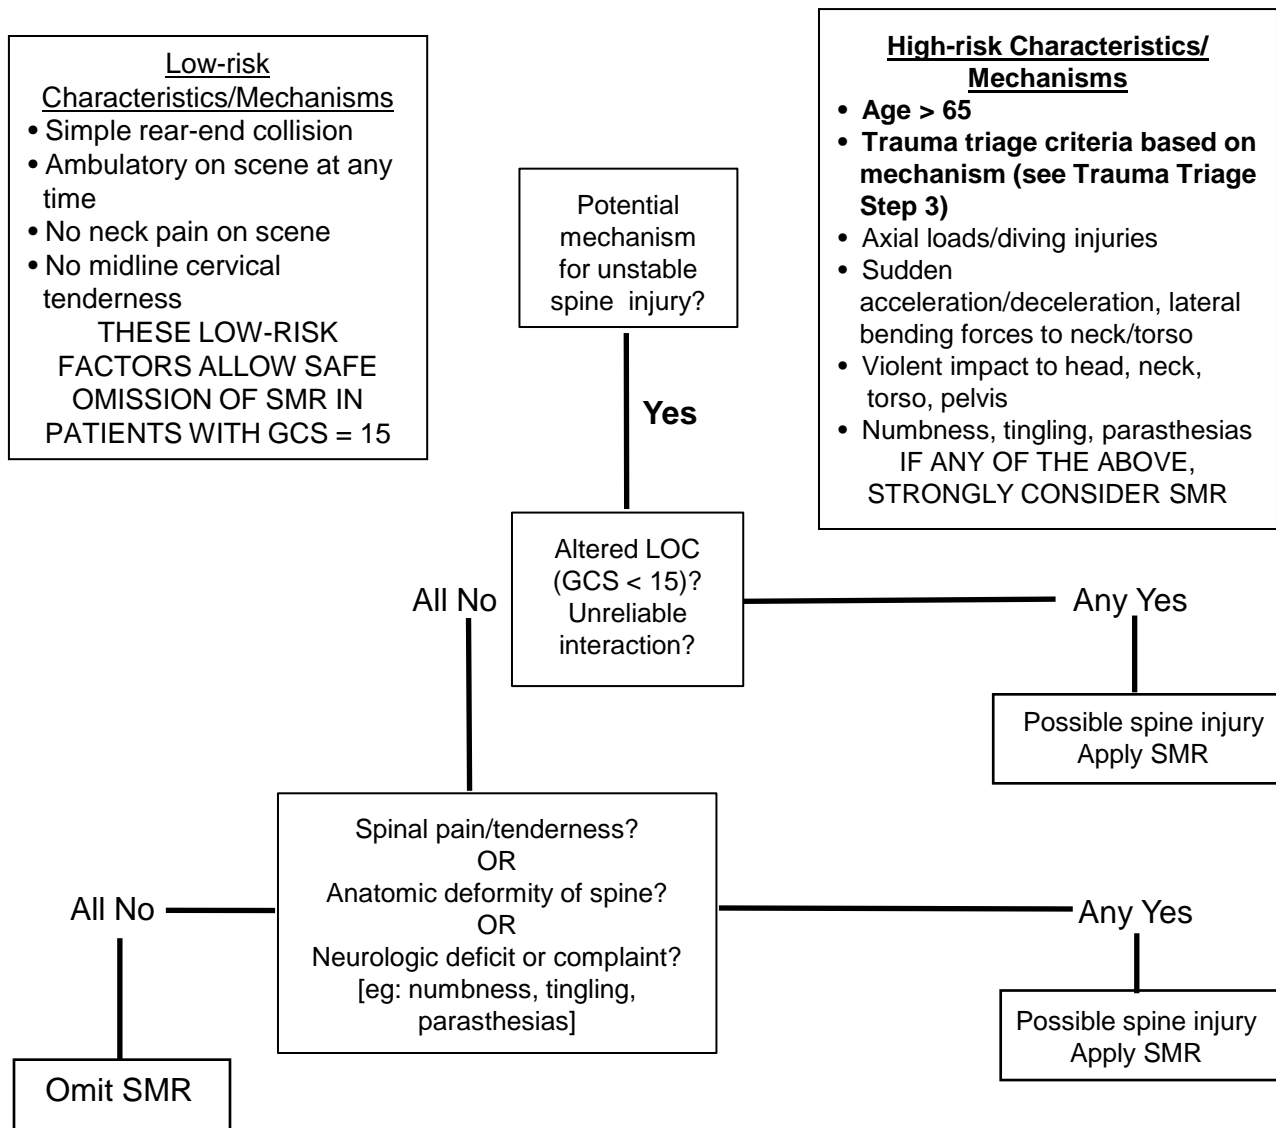 Low-risk
Characteristics/Mechanisms
• Simple rear-end collision
• Ambulatory on scene at any
time
• No neck pain on scene
• No midline cervical
tenderness
THESE LOW-RISK
FACTORS ALLOW SAFE
OMISSION OF SMR IN
PATIENTS WITH GCS = 15
High-risk Characteristics/
Mechanisms
• Age > 65
• Trauma triage criteria based on
mechanism (see Trauma Triage
Step 3)
• Axial loads/diving injuries
• Sudden
acceleration/deceleration, lateral
bending forces to neck/torso
• Violent impact to head, neck,
torso, pelvis
• Numbness, tingling, parasthesias
IF ANY OF THE ABOVE,
STRONGLY CONSIDER SMR
Potential
mechanism
for unstable
spine injury?
Yes
Altered LOC
(GCS < 15)?
Unreliable
interaction?
All No
Any Yes
Possible spine injury
Apply SMR
Spinal pain/tenderness?
OR
Anatomic deformity of spine?
OR
Neurologic deficit or complaint?
[eg: numbness, tingling,
parasthesias]
All No
Any Yes
Possible spine injury
Apply SMR
Omit SMR